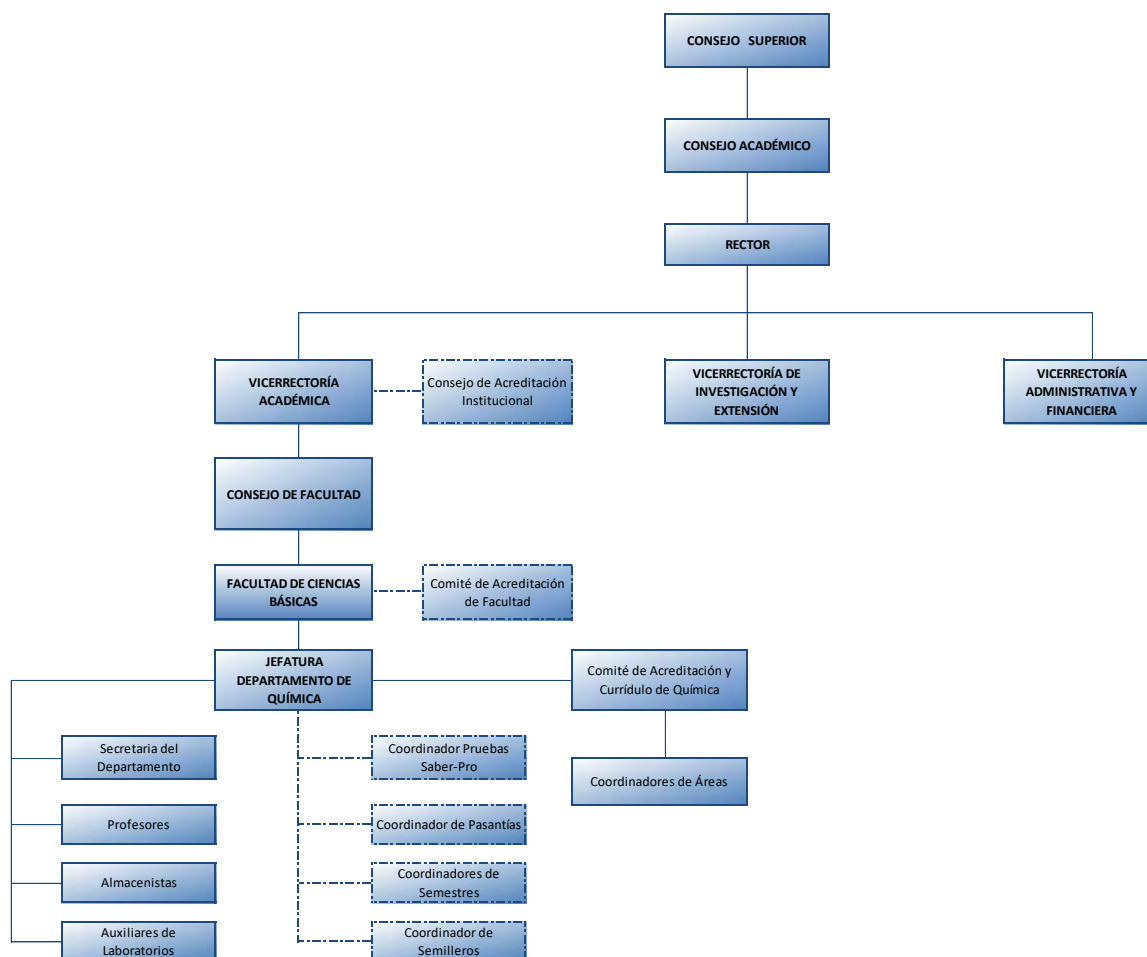 CONSEJO SUPERIOR
CONSEJO ACADÉMICO
RECTOR
VICERRECTORÍA
ACADÉMICA
Consejo de Acreditación
Institucional
VICERRECTORÍA DE
INVESTIGACIÓN Y
EXTENSIÓN
VICERRECTORÍA
ADMINISTRATIVA Y
FINANCIERA
CONSEJO DE FACULTAD
FACULTAD DE CIENCIAS
BÁSICAS
Comité de Acreditación
de Facultad
JEFATURA
DEPARTAMENTO DE
QUÍMICA
Comité de Acreditación y
Currídulo de Química
Secretaria del
Departamento
Coordinador Pruebas
Saber-Pro
Coordinadores de Áreas
Profesores
Coordinador de Pasantías
Almacenistas
Coordinadores de
Semestres
Auxiliares de
Laboratorios
Coordinador de
Semilleros